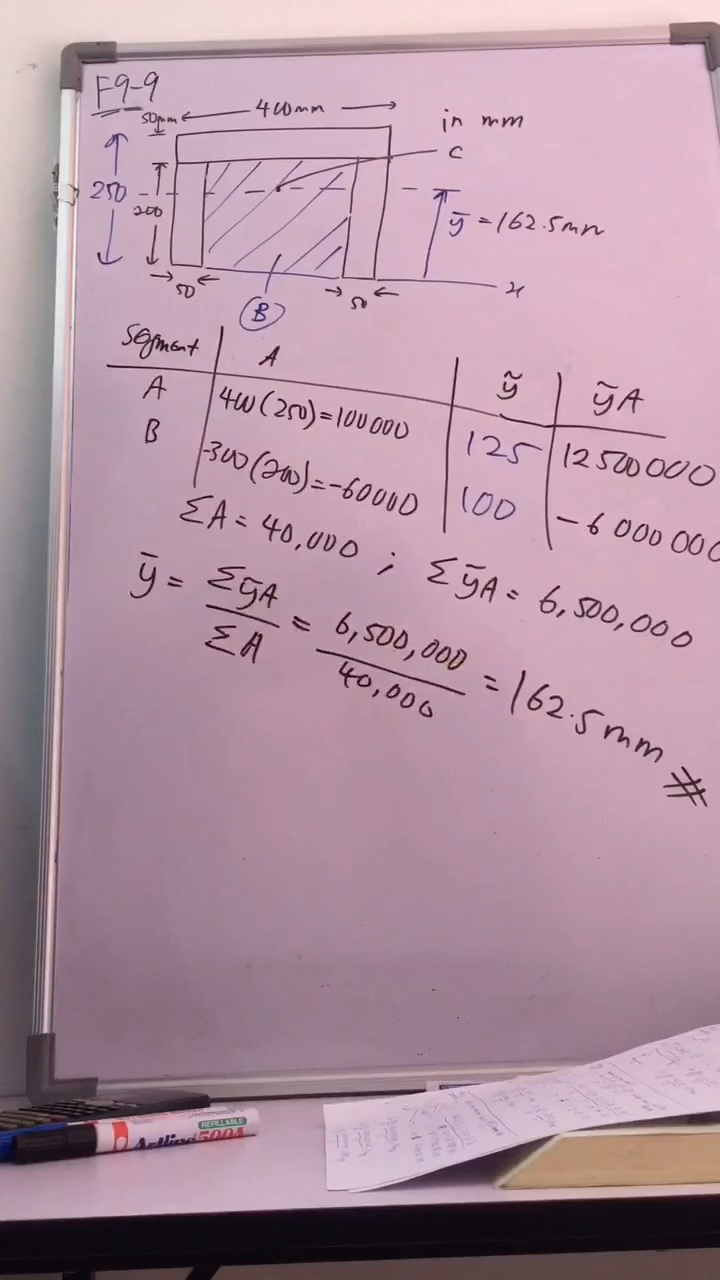 F9-9
50mm
400mm
in mm
C
250
200
ȳ = 162.5mm
50
50
x
B
Segment A ỹ ỹA
A 400(250)=100000 125 12500000
B -300(200)=-60000 100 -6000000
ΣA = 40,000 ; ΣỹA = 6,500,000
ȳ = ΣỹA / ΣA = 6,500,000 / 40,000 = 162.5mm
REFILLABLE
Artline 500A